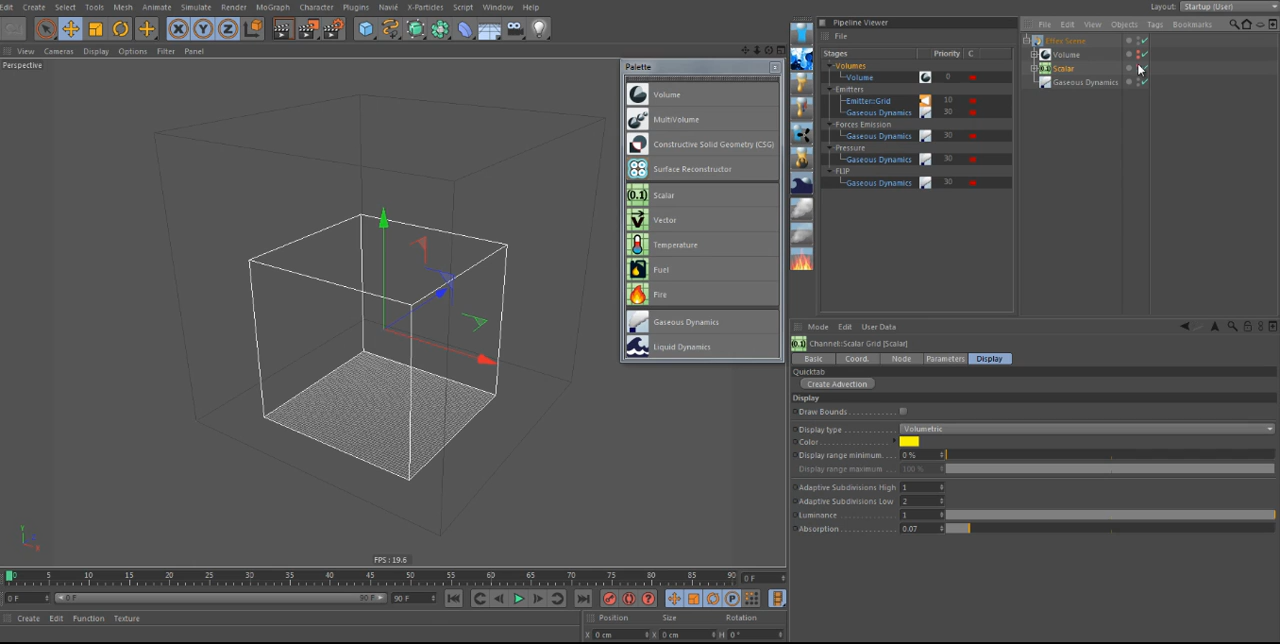 Edit Create Select Tools Mesh Animate Simulate Render MoGraph Character Plugins Navié X-Particles Script Window Help
Layout: Startup (User)
View Cameras Display Options Filter Panel
Perspective
FPS : 19.6
Palette
Volume
MultiVolume
Constructive Solid Geometry (CSG)
Surface Reconstructor
Scalar
Vector
Temperature
Fuel
Fire
Gaseous Dynamics
Liquid Dynamics
Pipeline Viewer
File
Stages Priority C
Volumes
Volume 0
Emitters
Emitter::Grid 10
Gaseous Dynamics 30
Forces Emission
Gaseous Dynamics 30
Pressure
Gaseous Dynamics 30
FLIP
Gaseous Dynamics 30
File Edit View Objects Tags Bookmarks
Effex Scene
Volume
Scalar
Gaseous Dynamics
Mode Edit User Data
Channel::Scalar Grid [Scalar]
Basic Coord. Node Parameters Display
Quicktab
Create Advection
Display
Draw Bounds
Display type Volumetric
Color
Display range minimum 0 %
Display range maximum 100 %
Adaptive Subdivisions High 1
Adaptive Subdivisions Low 2
Luminance 1
Absorption 0.07
0 5 10 15 20 25 30 35 40 45 50 55 60 65 70 75 80 85 90 0 F
0 F 0 F 90 F 90 F
Create Edit Function Texture
Position Size Rotation
X 0 cm X 0 cm H 0 °